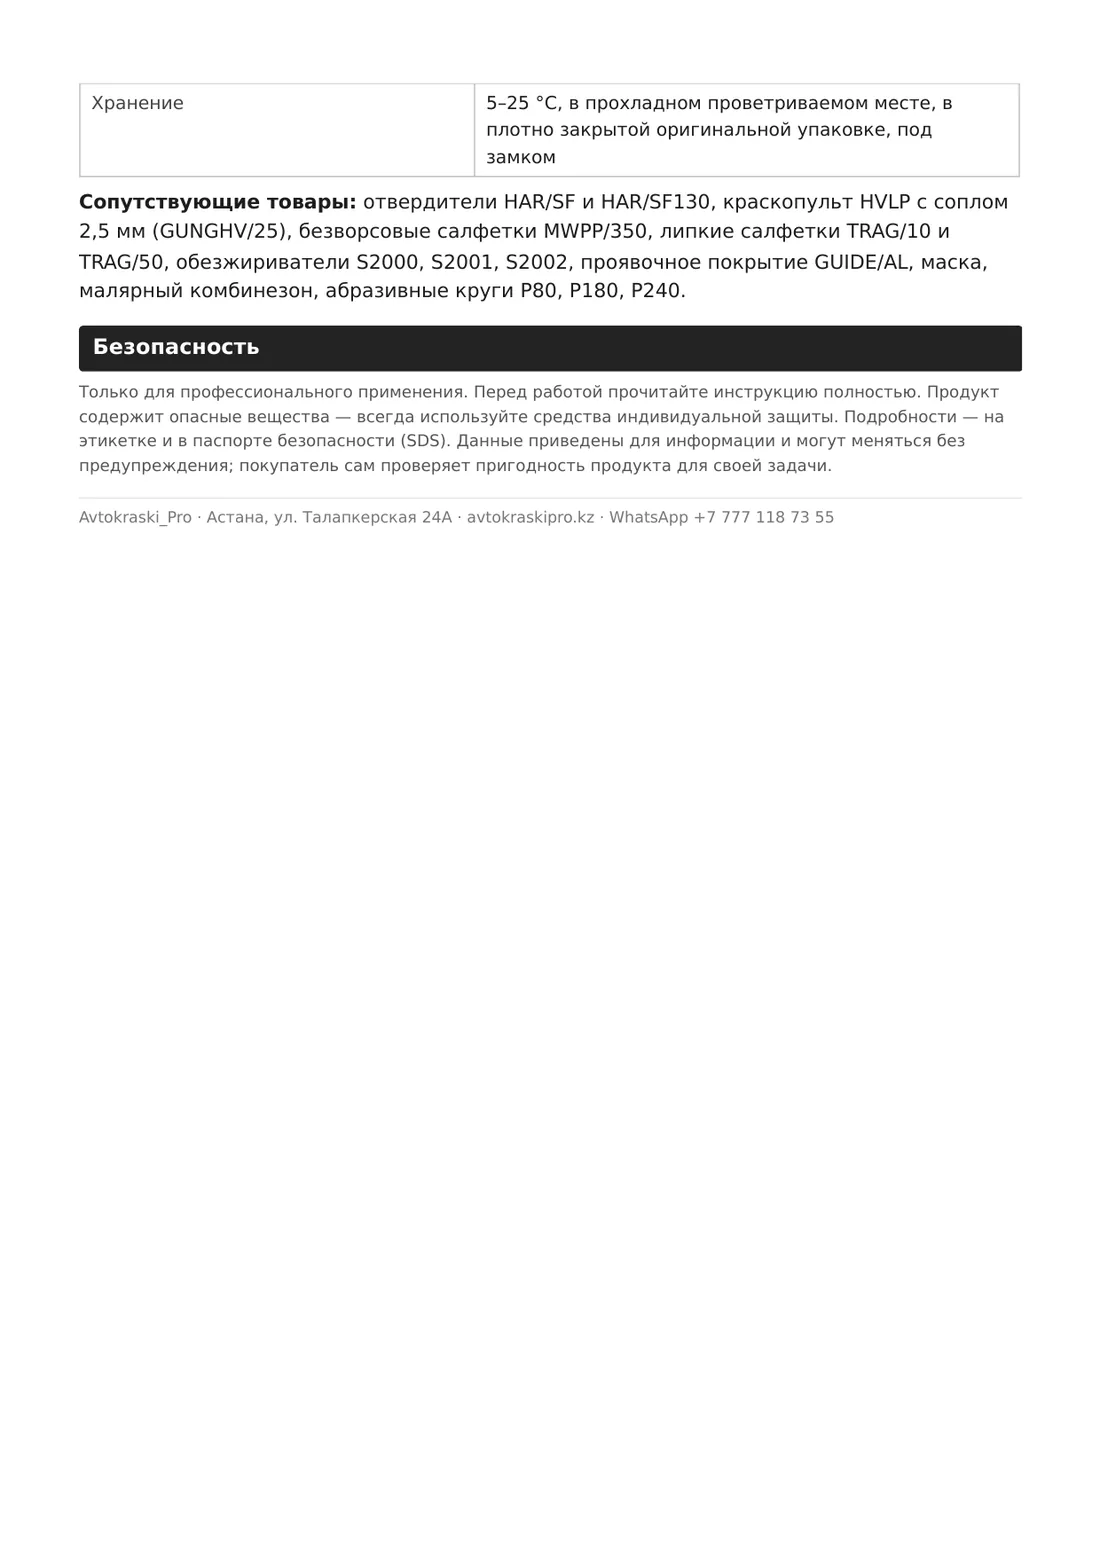 Хранение
5–25 °C, в прохладном проветриваемом месте, в
плотно закрытой оригинальной упаковке, под
замком
Сопутствующие товары: отвердители HAR/SF и HAR/SF130, краскопульт HVLP с соплом
2,5 мм (GUNGHV/25), безворсовые салфетки MWPP/350, липкие салфетки TRAG/10 и
TRAG/50, обезжириватели S2000, S2001, S2002, проявочное покрытие GUIDE/AL, маска,
малярный комбинезон, абразивные круги P80, P180, P240.
Безопасность
Только для профессионального применения. Перед работой прочитайте инструкцию полностью. Продукт
содержит опасные вещества — всегда используйте средства индивидуальной защиты. Подробности — на
этикетке и в паспорте безопасности (SDS). Данные приведены для информации и могут меняться без
предупреждения; покупатель сам проверяет пригодность продукта для своей задачи.
Avtokraski_Pro · Астана, ул. Талапкерская 24А · avtokraskipro.kz · WhatsApp +7 777 118 73 55